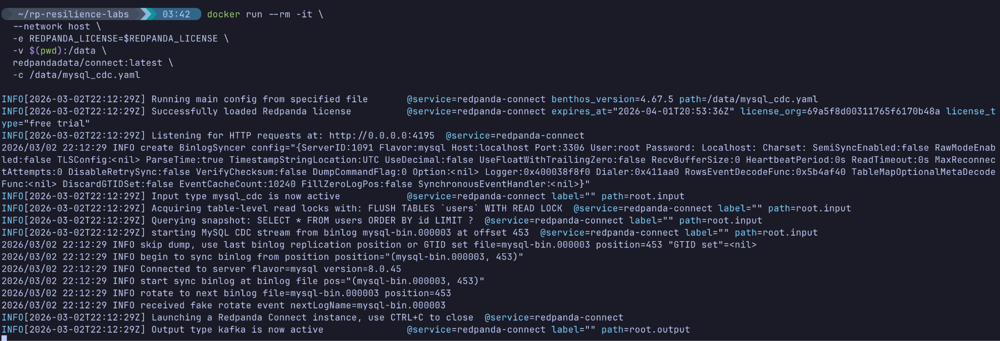 ~/rp-resilience-labs 03:42 docker run --rm -it \
--network host \
-e REDPANDA_LICENSE=$REDPANDA_LICENSE \
-v $(pwd):/data \
redpandadata/connect:latest \
-c /data/mysql_cdc.yaml
INFO[2026-03-02T22:12:29Z] Running main config from specified file @service=redpanda-connect benthos_version=4.67.5 path=/data/mysql_cdc.yaml
INFO[2026-03-02T22:12:29Z] Successfully loaded Redpanda license @service=redpanda-connect expires_at="2026-04-01T20:53:36Z" license_org=69a5f8d00311765f6170b48a license_t
ype="free trial"
INFO[2026-03-02T22:12:29Z] Listening for HTTP requests at: http://0.0.0.0:4195 @service=redpanda-connect
2026/03/02 22:12:29 INFO create BinlogSyncer config="{ServerID:1091 Flavor:mysql Host:localhost Port:3306 User:root Password: Localhost: Charset: SemiSyncEnabled:false RawModeEnab
led:false TLSConfig:<nil> ParseTime:true TimestampStringLocation:UTC UseDecimal:false UseFloatWithTrailingZero:false RecvBufferSize:0 HeartbeatPeriod:0s ReadTimeout:0s MaxReconnec
tAttempts:0 DisableRetrySync:false VerifyChecksum:false DumpCommandFlag:0 Option:<nil> Logger:0x400038f8f0 Dialer:0x411aa0 RowsEventDecodeFunc:0x5b4af40 TableMapOptionalMetaDecode
Func:<nil> DiscardGTIDSet:false EventCacheCount:10240 FillZeroLogPos:false SynchronousEventHandler:<nil>}"
INFO[2026-03-02T22:12:29Z] Input type mysql_cdc is now active @service=redpanda-connect label="" path=root.input
INFO[2026-03-02T22:12:29Z] Acquiring table-level read locks with: FLUSH TABLES `users` WITH READ LOCK @service=redpanda-connect label="" path=root.input
INFO[2026-03-02T22:12:29Z] Querying snapshot: SELECT * FROM users ORDER BY id LIMIT ? @service=redpanda-connect label="" path=root.input
INFO[2026-03-02T22:12:29Z] starting MySQL CDC stream from binlog mysql-bin.000003 at offset 453 @service=redpanda-connect label="" path=root.input
2026/03/02 22:12:29 INFO skip dump, use last binlog replication position or GTID set file=mysql-bin.000003 position=453 "GTID set"=<nil>
2026/03/02 22:12:29 INFO begin to sync binlog from position position="(mysql-bin.000003, 453)"
2026/03/02 22:12:29 INFO Connected to server flavor=mysql version=8.0.45
2026/03/02 22:12:29 INFO start sync binlog at binlog file pos="(mysql-bin.000003, 453)"
2026/03/02 22:12:29 INFO rotate to next binlog file=mysql-bin.000003 position=453
2026/03/02 22:12:29 INFO received fake rotate event nextLogName=mysql-bin.000003
INFO[2026-03-02T22:12:29Z] Launching a Redpanda Connect instance, use CTRL+C to close @service=redpanda-connect
INFO[2026-03-02T22:12:29Z] Output type kafka is now active @service=redpanda-connect label="" path=root.output